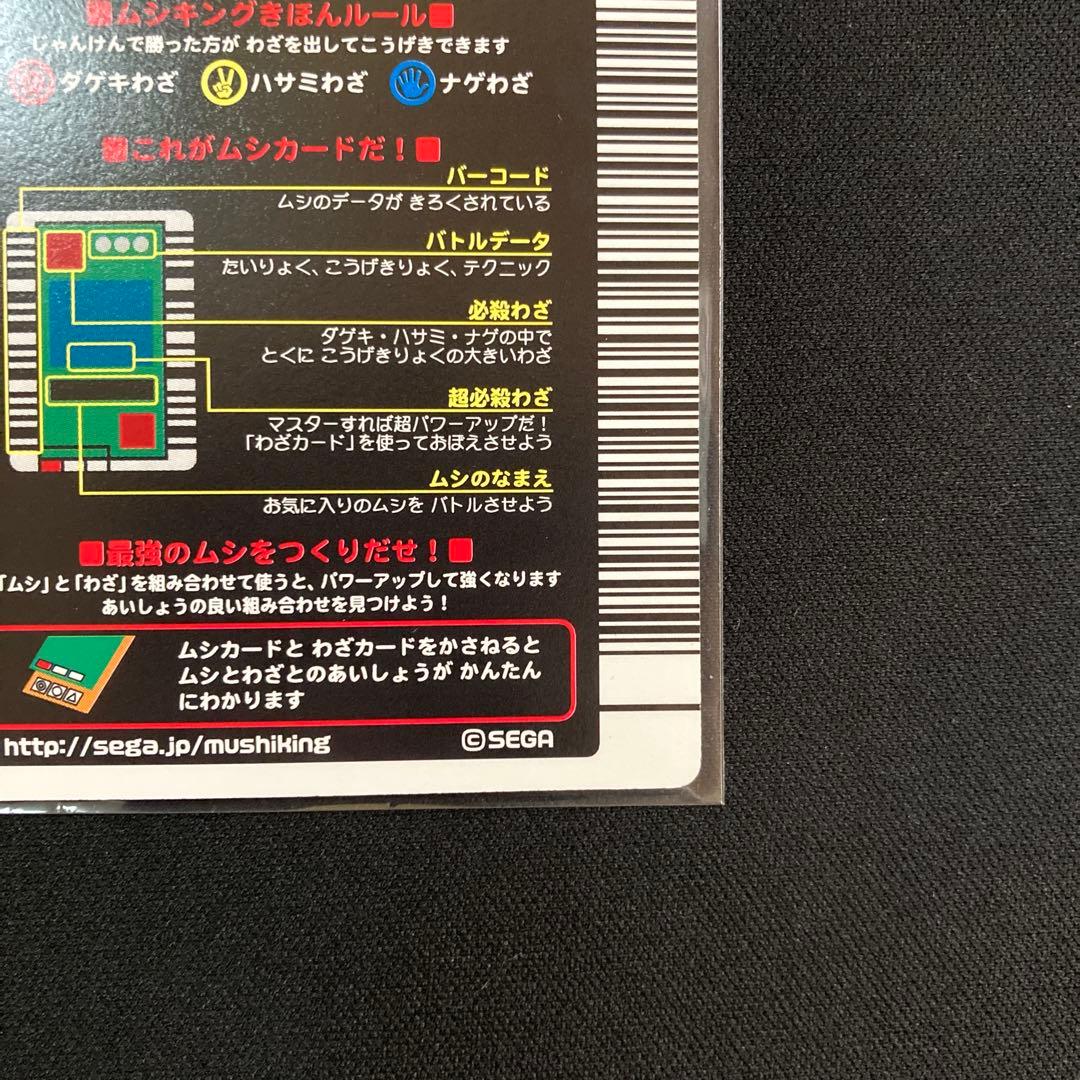 ■ムシキングきほんルール■
じゃんけんで勝った方が わざを出してこうげきできます
ダゲキわざ ハサミわざ ナゲわざ
■これがムシカードだ！■
バーコード
ムシのデータが きろくされている
バトルデータ
たいりょく、こうげきりょく、テクニック
必殺わざ
ダゲキ・ハサミ・ナゲの中で
とくに こうげきりょくの大きいわざ
超必殺わざ
マスターすれば超パワーアップだ！
「わざカード」を使っておぼえさせよう
ムシのなまえ
お気に入りのムシを バトルさせよう
■最強のムシをつくりだせ！■
「ムシ」と「わざ」を組み合わせて使うと、パワーアップして強くなります
あいしょうの良い組み合わせを見つけよう！
ムシカードと わざカードをかさねると
ムシとわざとのあいしょうが かんたん
にわかります
http://sega.jp/mushiking ©SEGA